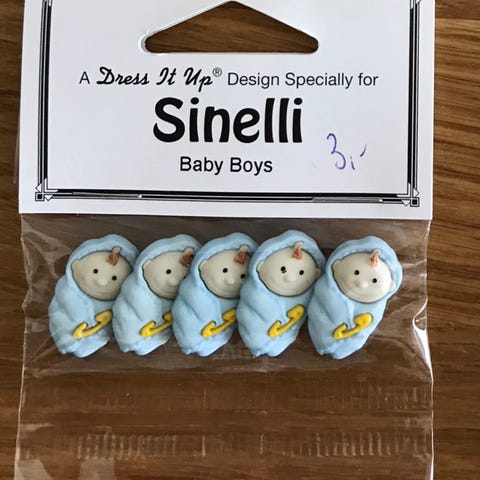 A Dress It Up® Design Specially for
Sinelli
Baby Boys
3,-